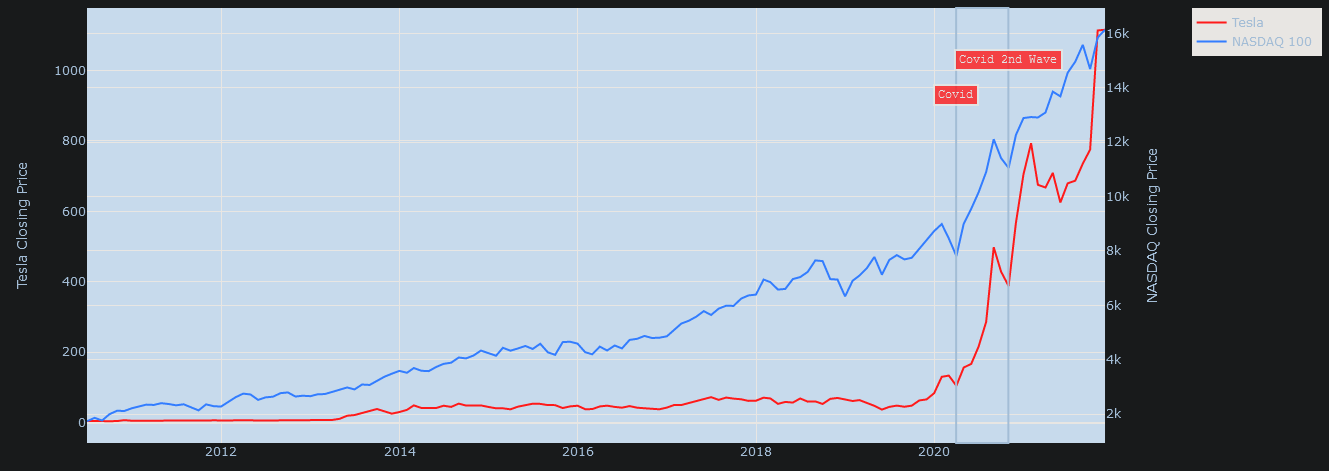 Tesla
NASDAQ 100
Covid 2nd Wave
Covid
Tesla Closing Price
1000
800
600
400
200
0
16k
14k
12k
10k
8k
6k
4k
2k
NASDAQ Closing Price
2012
2014
2016
2018
2020